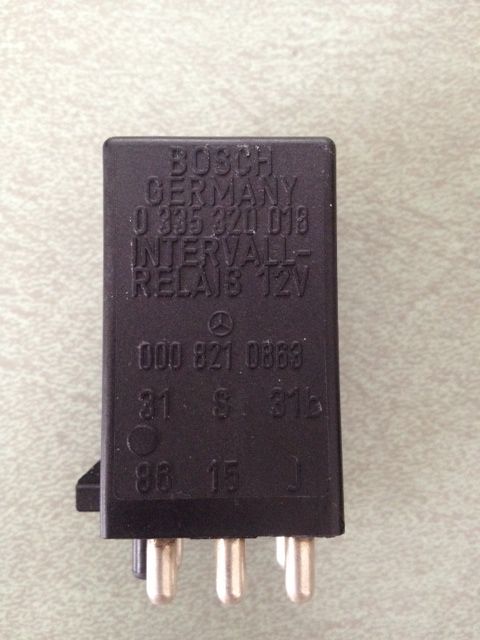 BOSCH
GERMANY
0 335 320 018
INTERVALL-
RELAIS 12V
000 821 0863
31 S 31b
86 15 J